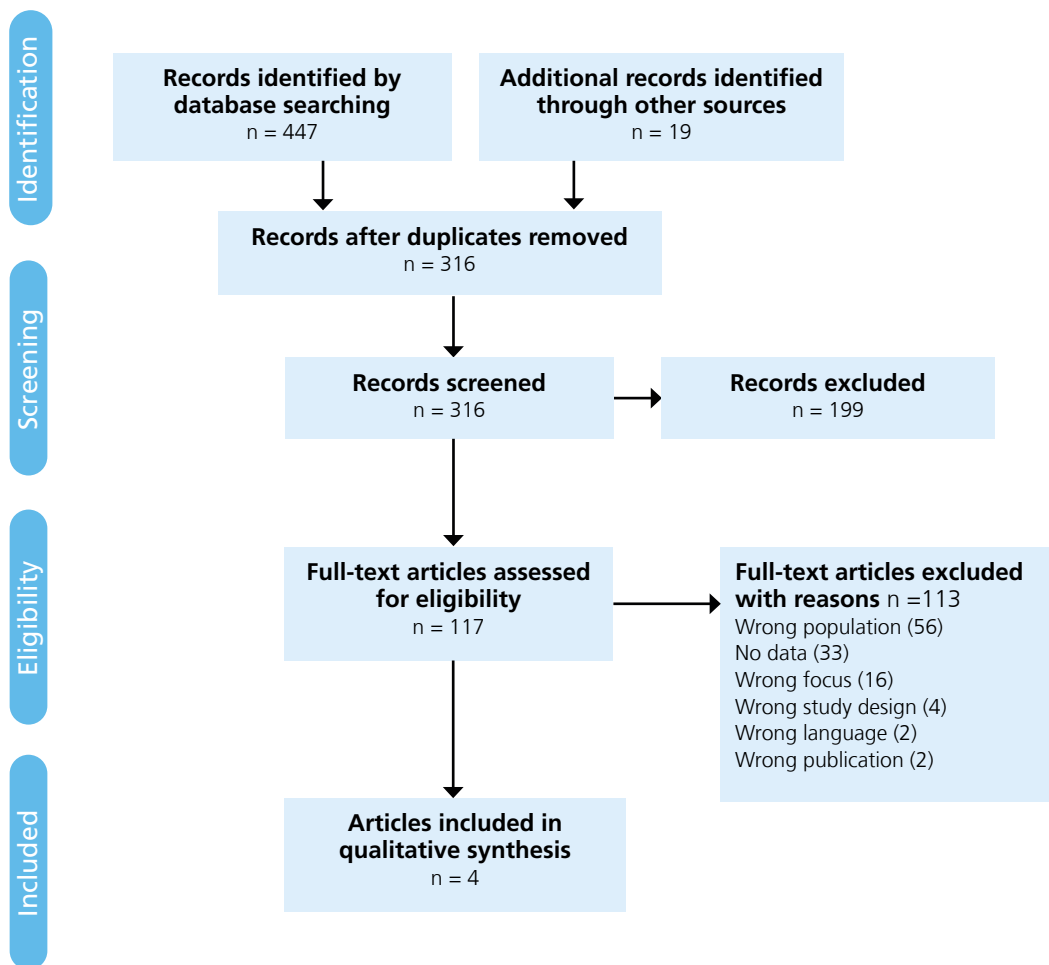 Identification
Records identified by
database searching
n = 447
Additional records identified
through other sources
n = 19
Records after duplicates removed
n = 316
Screening
Records screened
n = 316
Records excluded
n = 199
Eligibility
Full-text articles assessed
for eligibility
n = 117
Full-text articles excluded
with reasons n =113
Wrong population (56)
No data (33)
Wrong focus (16)
Wrong study design (4)
Wrong language (2)
Wrong publication (2)
Included
Articles included in
qualitative synthesis
n = 4